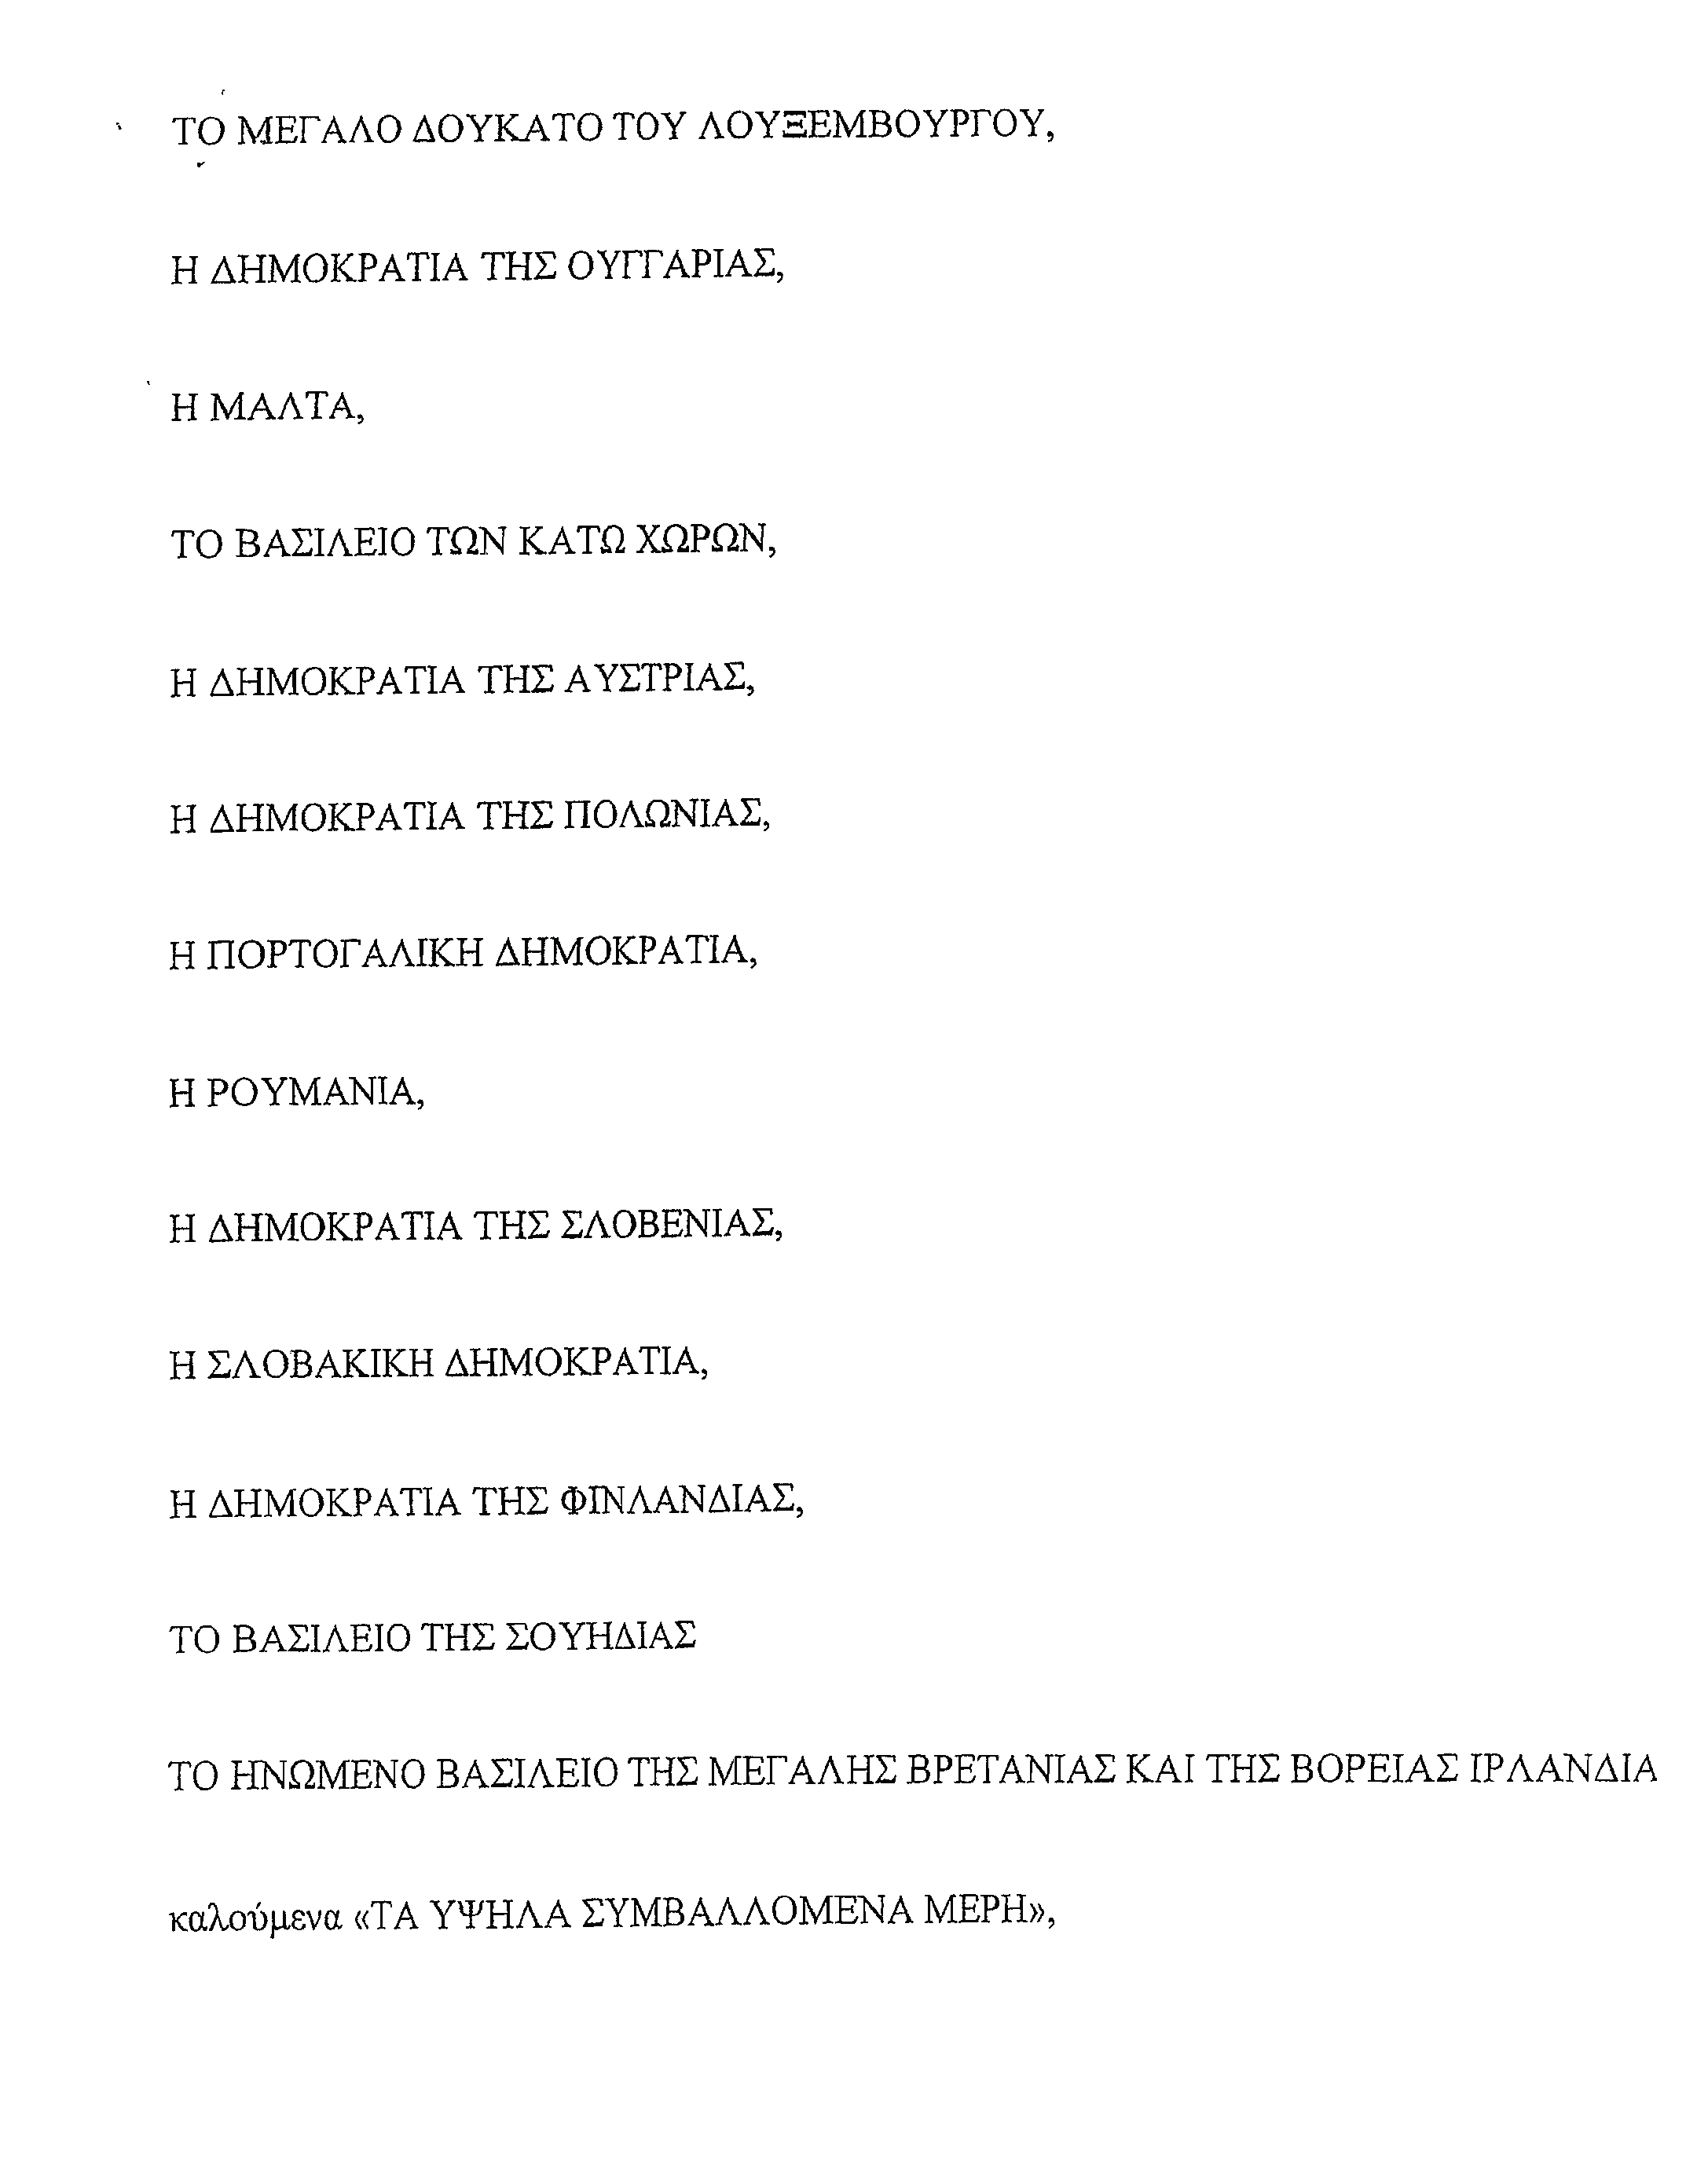 ΤΟ ΜΕΓΑΛΟ ΔΟΥΚΑΤΟ ΤΟΥ ΛΟΥΞΕΜΒΟΥΡΓΟΥ,
Η ΔΗΜΟΚΡΑΤΙΑ ΤΗΣ ΟΥΓΓΑΡΙΑΣ,
Η ΜΑΛΤΑ,
ΤΟ ΒΑΣΙΛΕΙΟ ΤΩΝ ΚΑΤΩ ΧΩΡΩΝ,
Η ΔΗΜΟΚΡΑΤΙΑ ΤΗΣ ΑΥΣΤΡΙΑΣ,
Η ΔΗΜΟΚΡΑΤΙΑ ΤΗΣ ΠΟΛΩΝΙΑΣ,
Η ΠΟΡΤΟΓΑΛΙΚΗ ΔΗΜΟΚΡΑΤΙΑ,
Η ΡΟΥΜΑΝΙΑ,
Η ΔΗΜΟΚΡΑΤΙΑ ΤΗΣ ΣΛΟΒΕΝΙΑΣ,
Η ΣΛΟΒΑΚΙΚΗ ΔΗΜΟΚΡΑΤΙΑ,
Η ΔΗΜΟΚΡΑΤΙΑ ΤΗΣ ΦΙΝΛΑΝΔΙΑΣ,
ΤΟ ΒΑΣΙΛΕΙΟ ΤΗΣ ΣΟΥΗΔΙΑΣ
ΤΟ ΗΝΩΜΕΝΟ ΒΑΣΙΛΕΙΟ ΤΗΣ ΜΕΓΑΛΗΣ ΒΡΕΤΑΝΙΑΣ ΚΑΙ ΤΗΣ ΒΟΡΕΙΑΣ ΙΡΛΑΝΔΙΑ
καλούμενα «ΤΑ ΥΨΗΛΑ ΣΥΜΒΑΛΛΟΜΕΝΑ ΜΕΡΗ»,